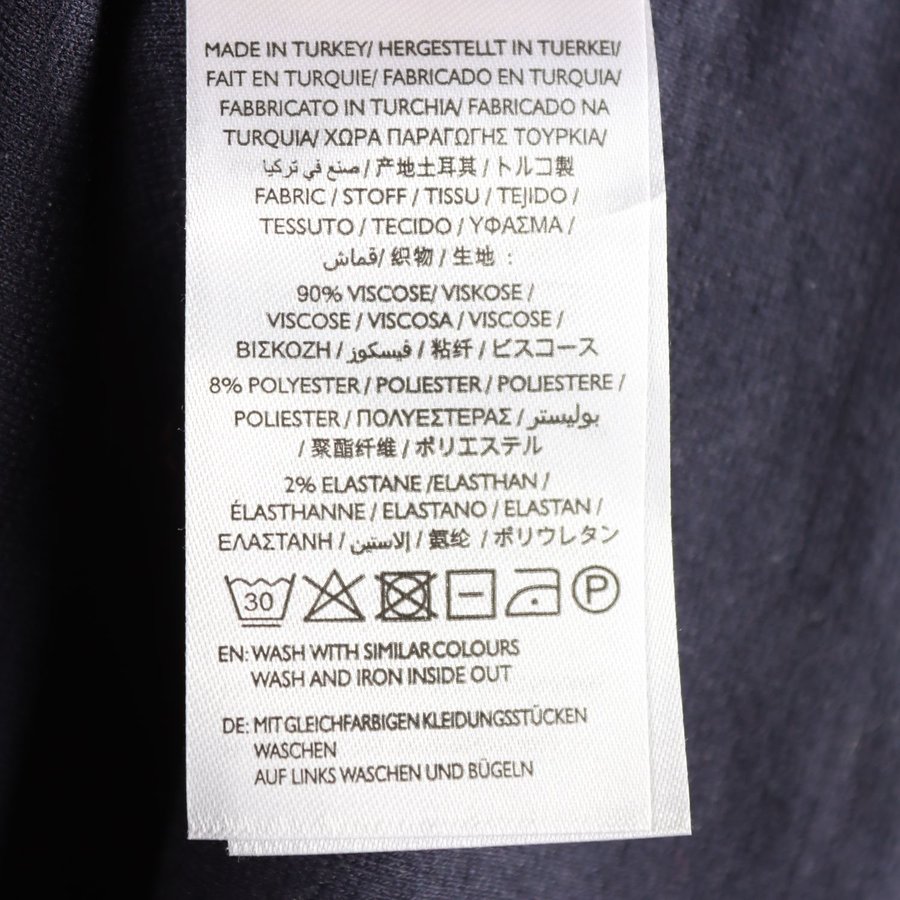 MADE IN TURKEY/ HERGESTELLT IN TUERKEI/
FAIT EN TURQUIE/ FABRICADO EN TURQUIA/
FABBRICATO IN TURCHIA/ FABRICADO NA
TURQUIA/ ΧΩΡΑ ΠΑΡΑΓΩΓΗΣ ΤΟΥΡΚΙΑ/
صنع في تركيا / 产地土耳其 / トルコ製
FABRIC / STOFF / TISSU / TEJIDO /
TESSUTO / TECIDO / ΥΦΑΣΜΑ /
قماش/ 织物 / 生地 :
90% VISCOSE/ VISKOSE /
VISCOSE / VISCOSA / VISCOSE /
ΒΙΣΚΟΖΗ / فيسكوز / 粘纤 / ビスコース
8% POLYESTER / POLIESTER / POLIESTERE /
POLIESTER / ΠΟΛΥΕΣΤΕΡΑΣ / بوليستر
/ 聚酯纤维 / ポリエステル
2% ELASTANE /ELASTHAN /
ÉLASTHANNE / ELASTANO / ELASTAN /
ΕΛΑΣΤΑΝΗ / إلاستين / 氨纶 / ポリウレタン
30 P
EN: WASH WITH SIMILAR COLOURS
WASH AND IRON INSIDE OUT
DE: MIT GLEICHFARBIGEN KLEIDUNGSSTÜCKEN
WASCHEN
AUF LINKS WASCHEN UND BÜGELN